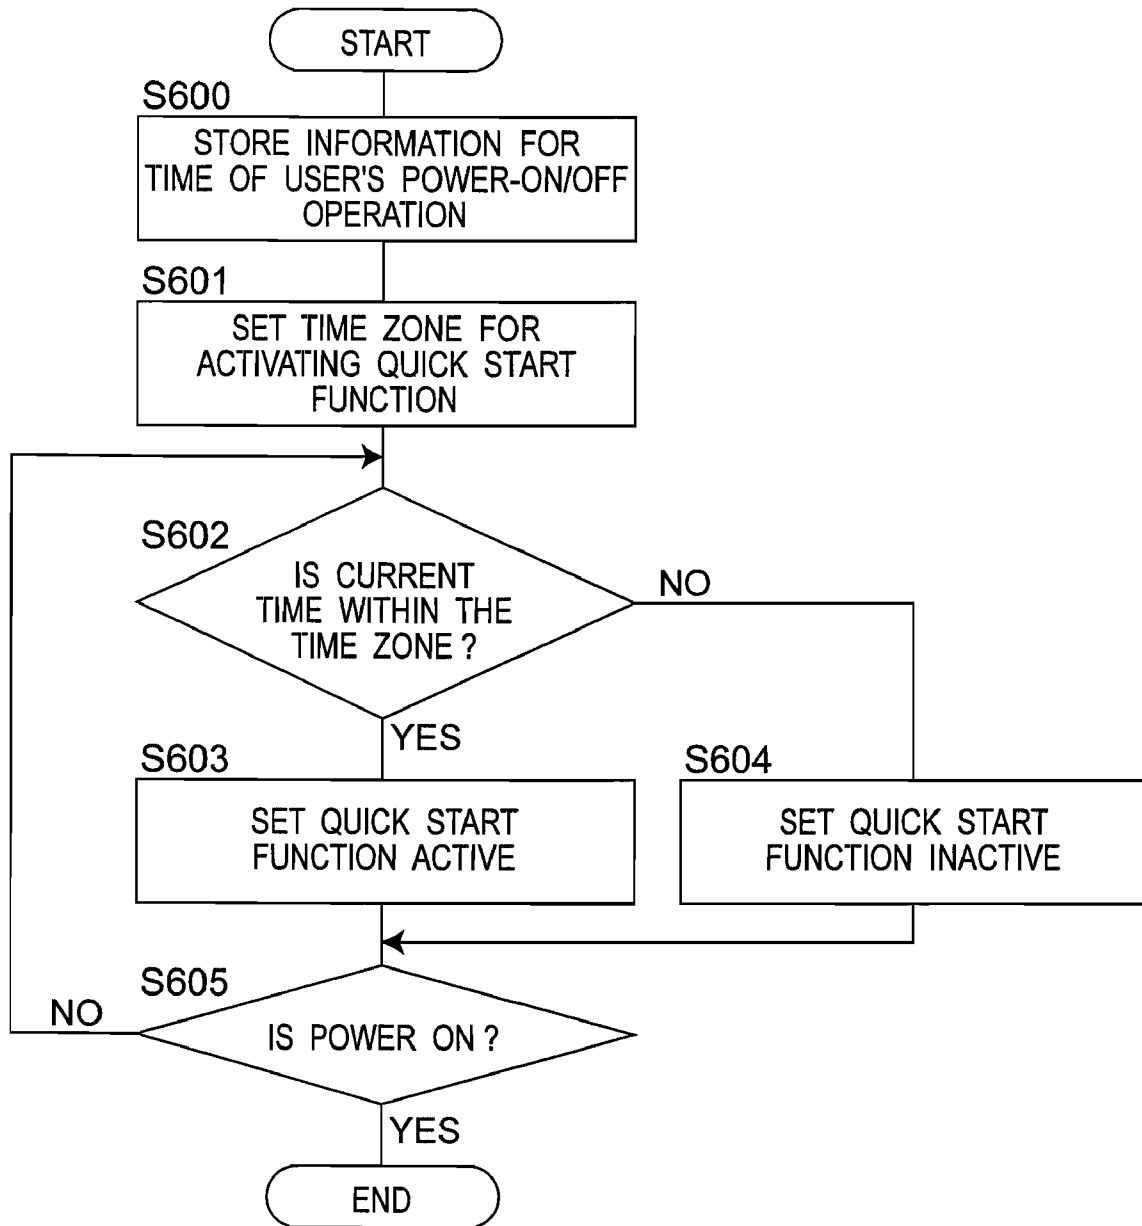 START
S600
STORE INFORMATION FOR
TIME OF USER'S POWER-ON/OFF
OPERATION
S601
SET TIME ZONE FOR
ACTIVATING QUICK START
FUNCTION
S602
IS CURRENT
TIME WITHIN THE
TIME ZONE ?
NO
YES
S603
SET QUICK START
FUNCTION ACTIVE
S604
SET QUICK START
FUNCTION INACTIVE
S605
NO
IS POWER ON ?
YES
END